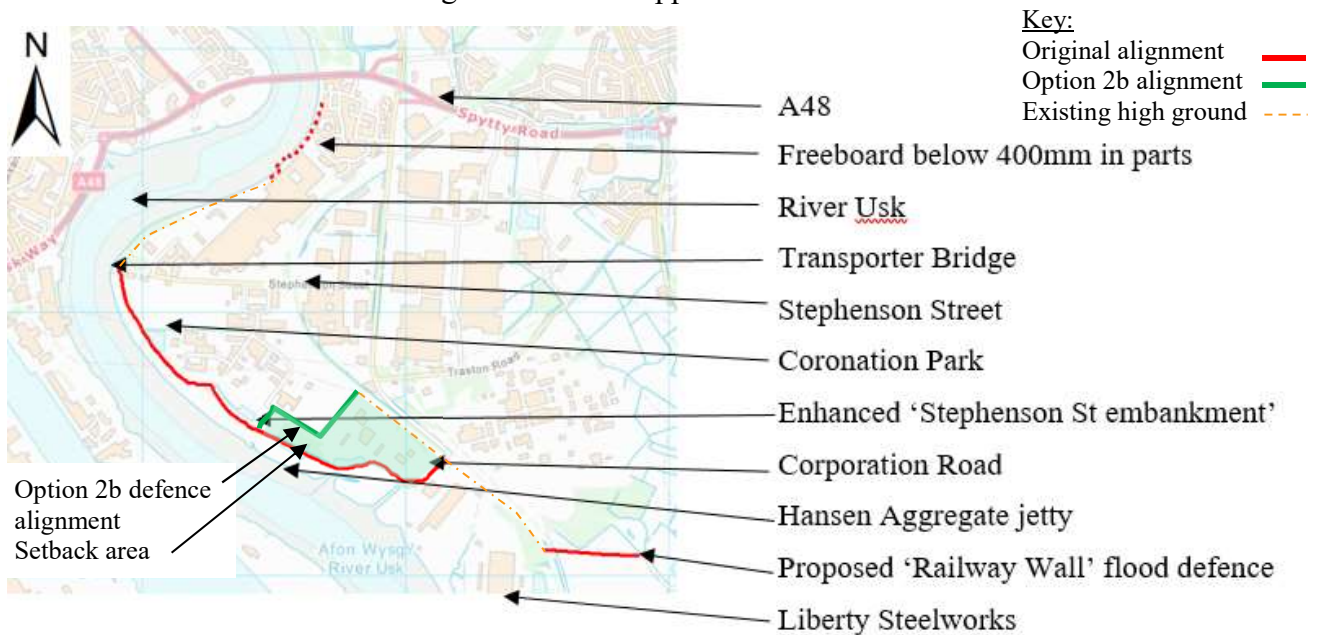 Key:
Original alignment
Option 2b alignment
Existing high ground
N
A48
Spytty Road
Freeboard below 400mm in parts
A48
River Usk
Transporter Bridge
Stephenson Street
Coronation Park
Traston Road
Enhanced ‘Stephenson St embankment’
Corporation Road
Option 2b defence
alignment
Setback area
Hansen Aggregate jetty
Afon Wysg
River Usk
Proposed ‘Railway Wall’ flood defence
Liberty Steelworks